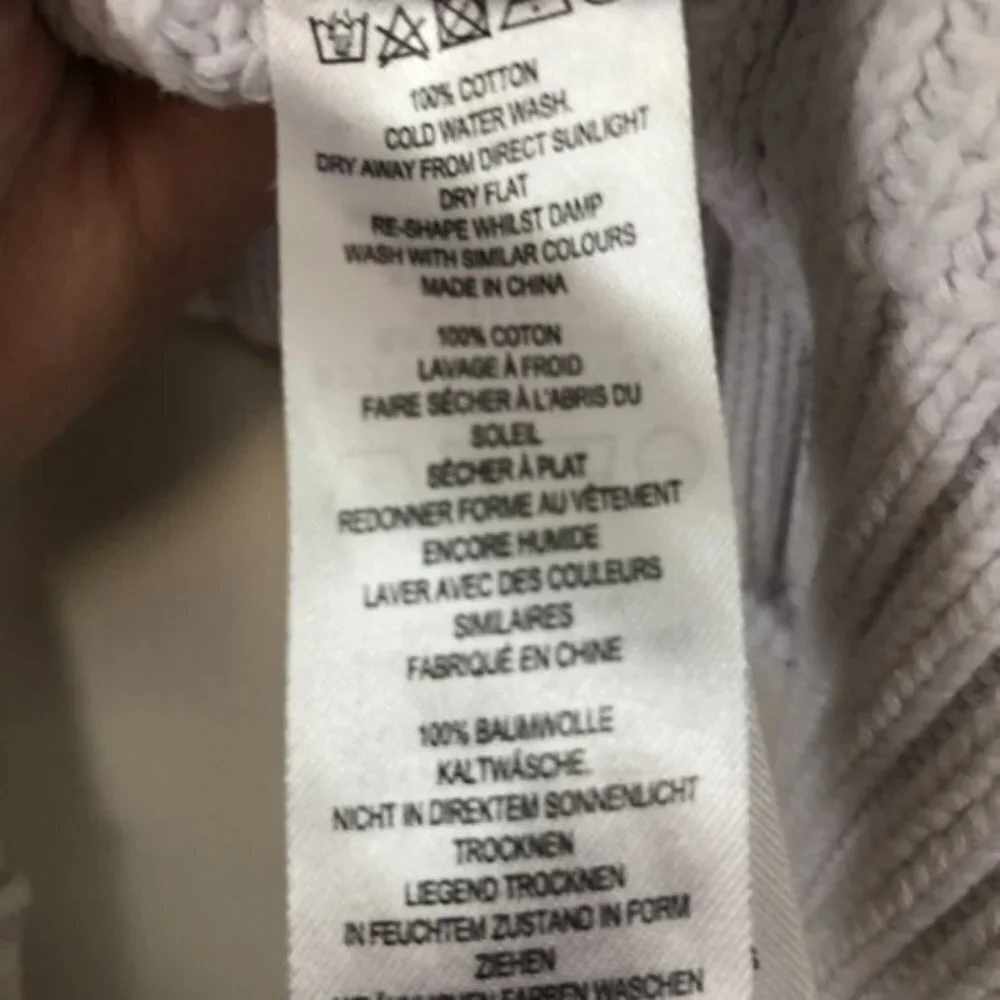 100% COTTON
COLD WATER WASH.
DRY AWAY FROM DIRECT SUNLIGHT
DRY FLAT
RE-SHAPE WHILST DAMP
WASH WITH SIMILAR COLOURS
MADE IN CHINA
100% COTON
LAVAGE À FROID
FAIRE SÉCHER À L'ABRIS DU
SOLEIL
SÉCHER À PLAT
REDONNER FORME AU VÊTEMENT
ENCORE HUMIDE
LAVER AVEC DES COULEURS
SIMILAIRES
FABRIQUÉ EN CHINE
100% BAUMWOLLE
KALTWÄSCHE.
NICHT IN DIREKTEM SONNENLICHT
TROCKNEN
LIEGEND TROCKNEN
IN FEUCHTEM ZUSTAND IN FORM
ZIEHEN
FARBEN WASCHEN